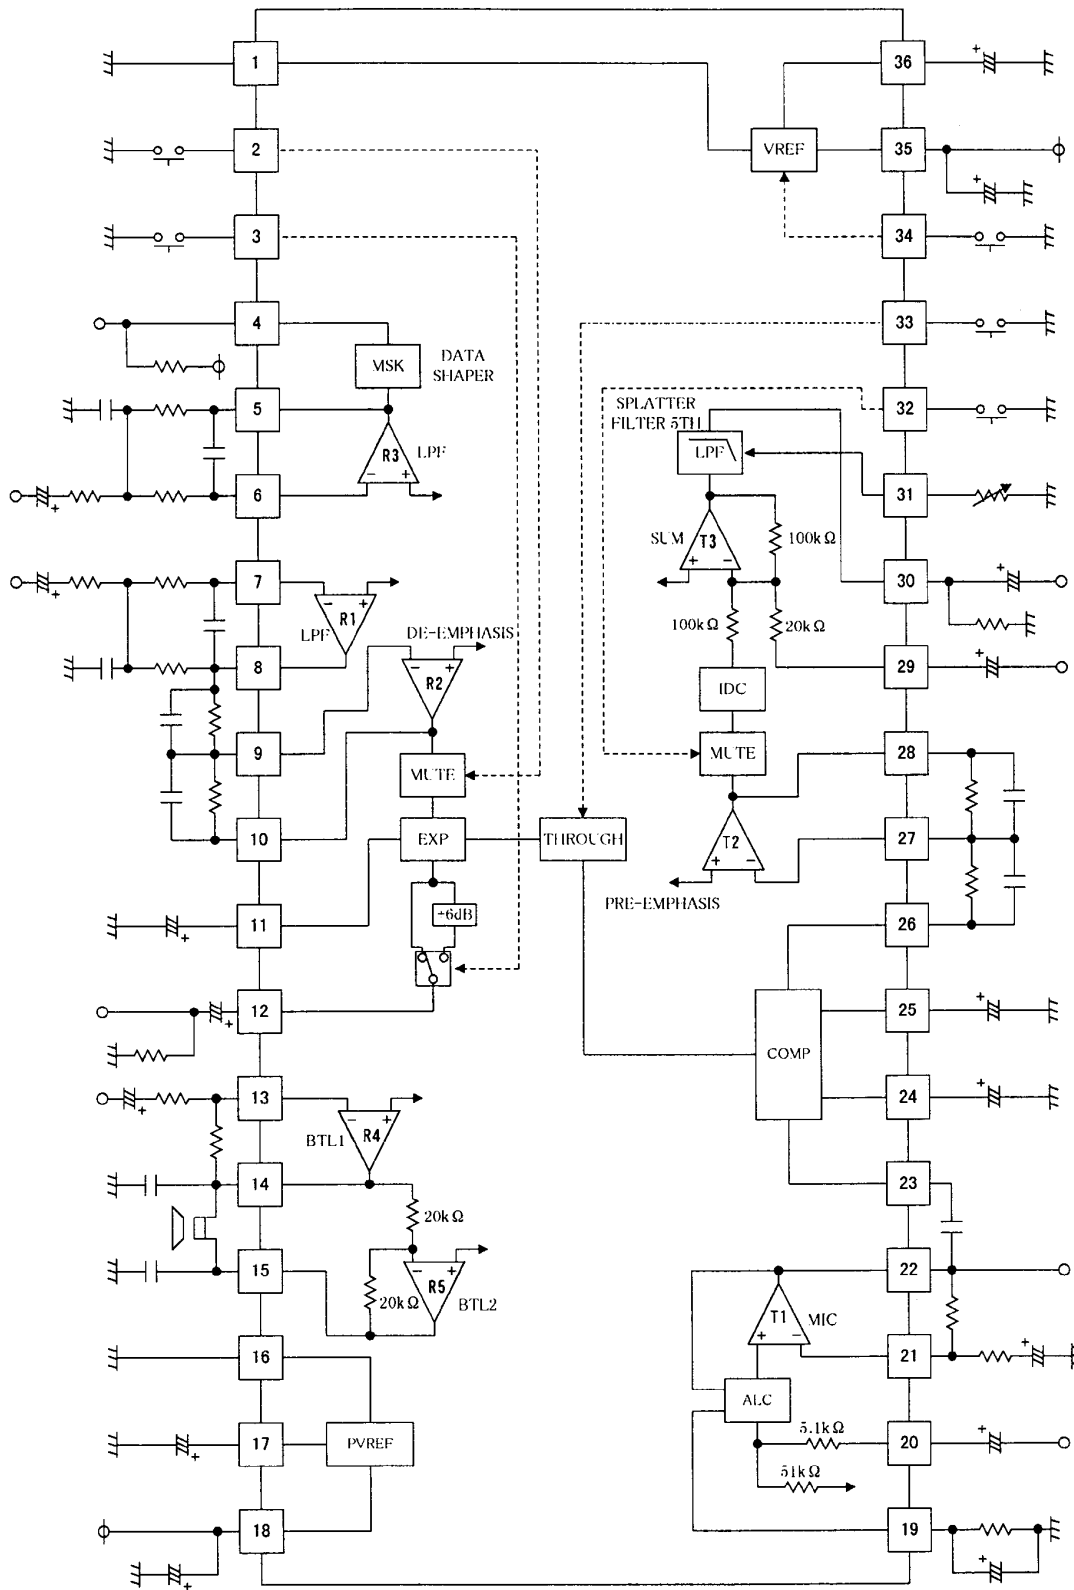 1
36
+
2
VREF
35
+
3
34
4
33
MSK
DATA
SHAPER
5
SPLATTER
FILTER 5TH
32
R3
LPF
− +
LPF
6
+
31
SUM
T3
+ −
100kΩ
7
+
− +
R1
LPF
30
+
100kΩ
20kΩ
DE-EMPHASIS
8
− +
R2
29
+
IDC
9
MUTE
MUTE
28
10
EXP
THROUGH
T2
+ −
27
PRE-EMPHASIS
11
+
+6dB
26
12
+
25
+
COMP
13
+
24
+
− +
R4
BTL1
14
23
20kΩ
15
− +
R5
20kΩ
BTL2
22
T1
+ −
MIC
16
21
+
ALC
17
+
PVREF
5.1kΩ
20
+
51kΩ
18
+
19
+